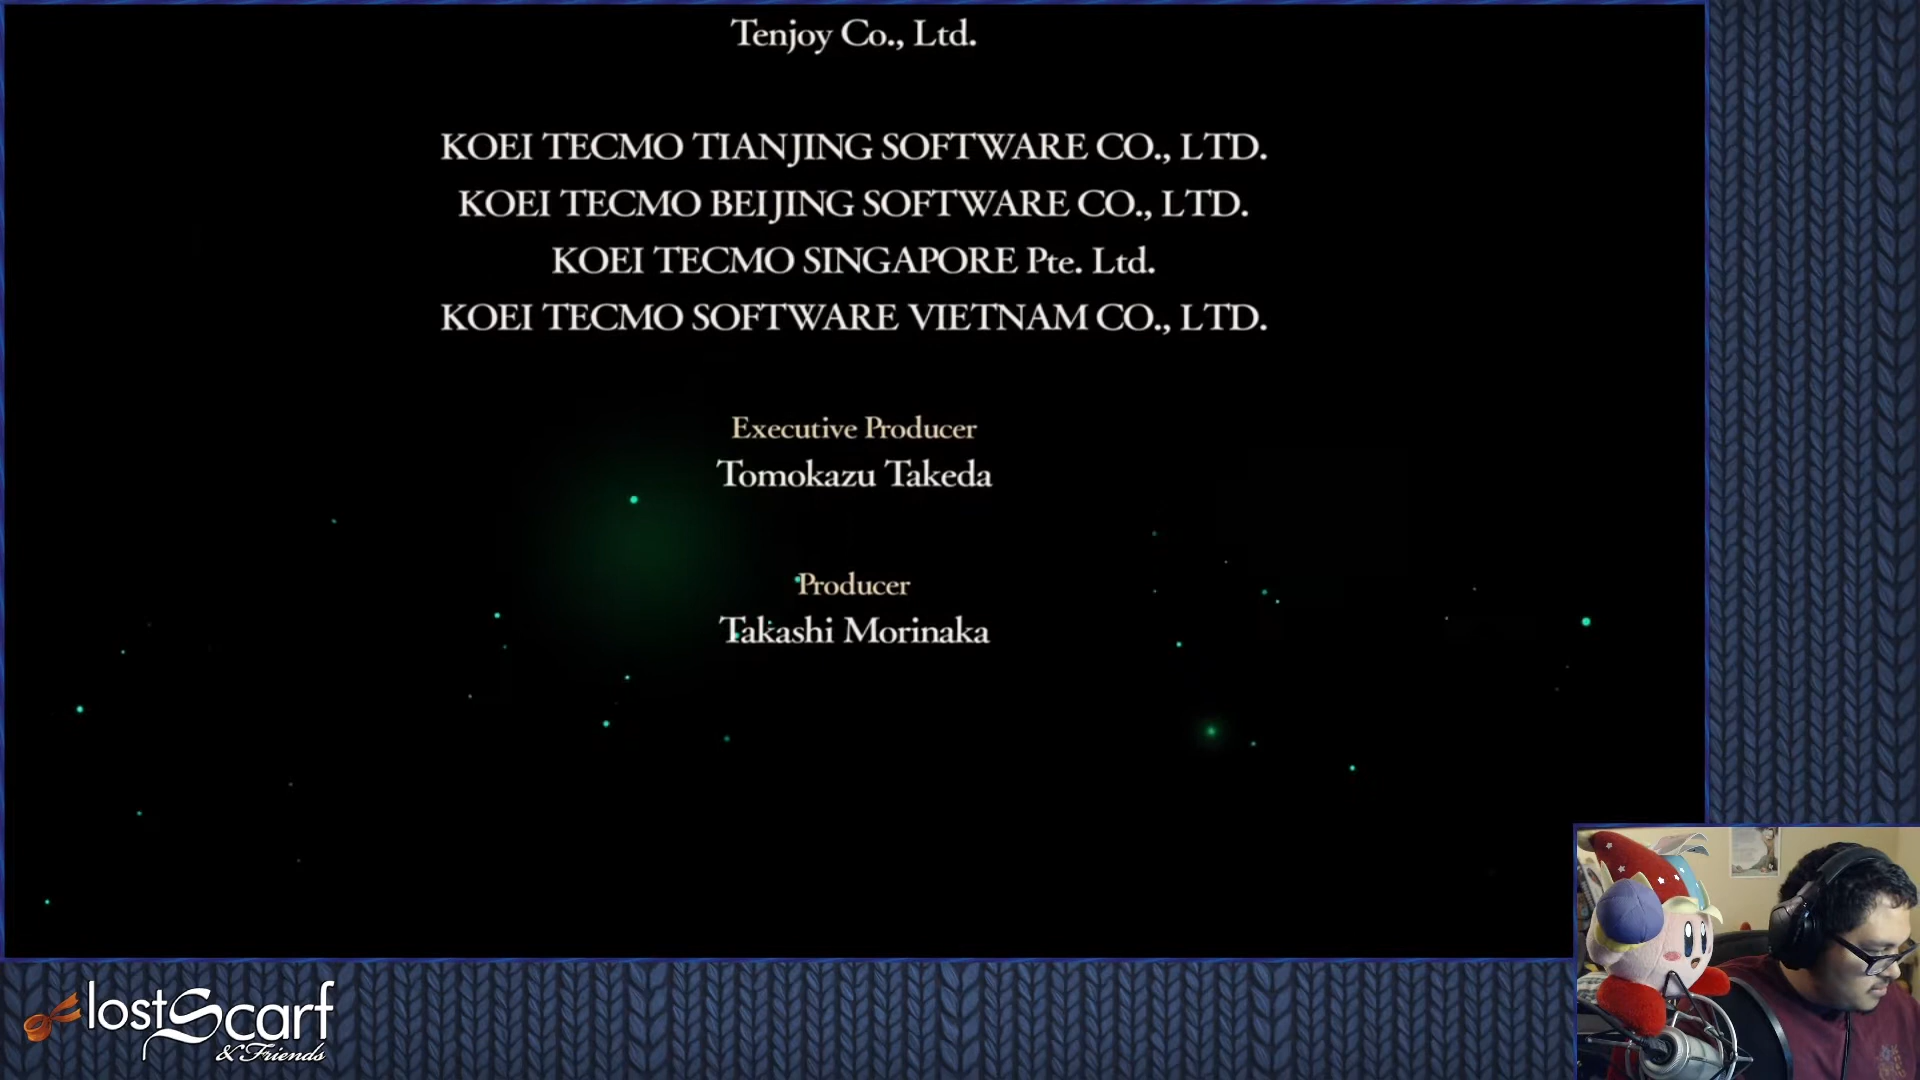 Tenjoy Co., Ltd.
KOEI TECMO TIANJING SOFTWARE CO., LTD.
KOEI TECMO BEIJING SOFTWARE CO., LTD.
KOEI TECMO SINGAPORE Pte. Ltd.
KOEI TECMO SOFTWARE VIETNAM CO., LTD.
Executive Producer
Tomokazu Takeda
Producer
Takashi Morinaka
lostScarf
& Friends